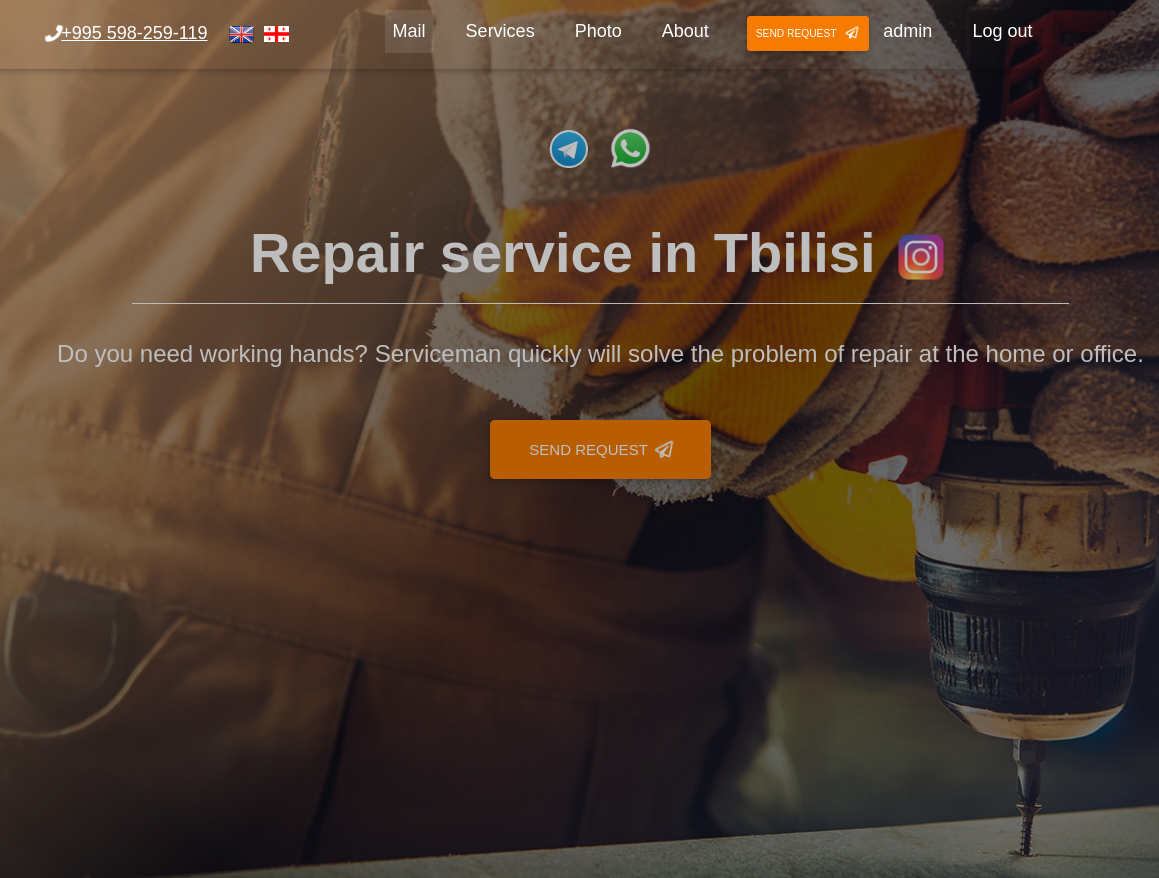 +995 598-259-119 Mail Services Photo About SEND REQUEST admin Log out
Repair service in Tbilisi
Do you need working hands? Serviceman quickly will solve the problem of repair at the home or office.
SEND REQUEST